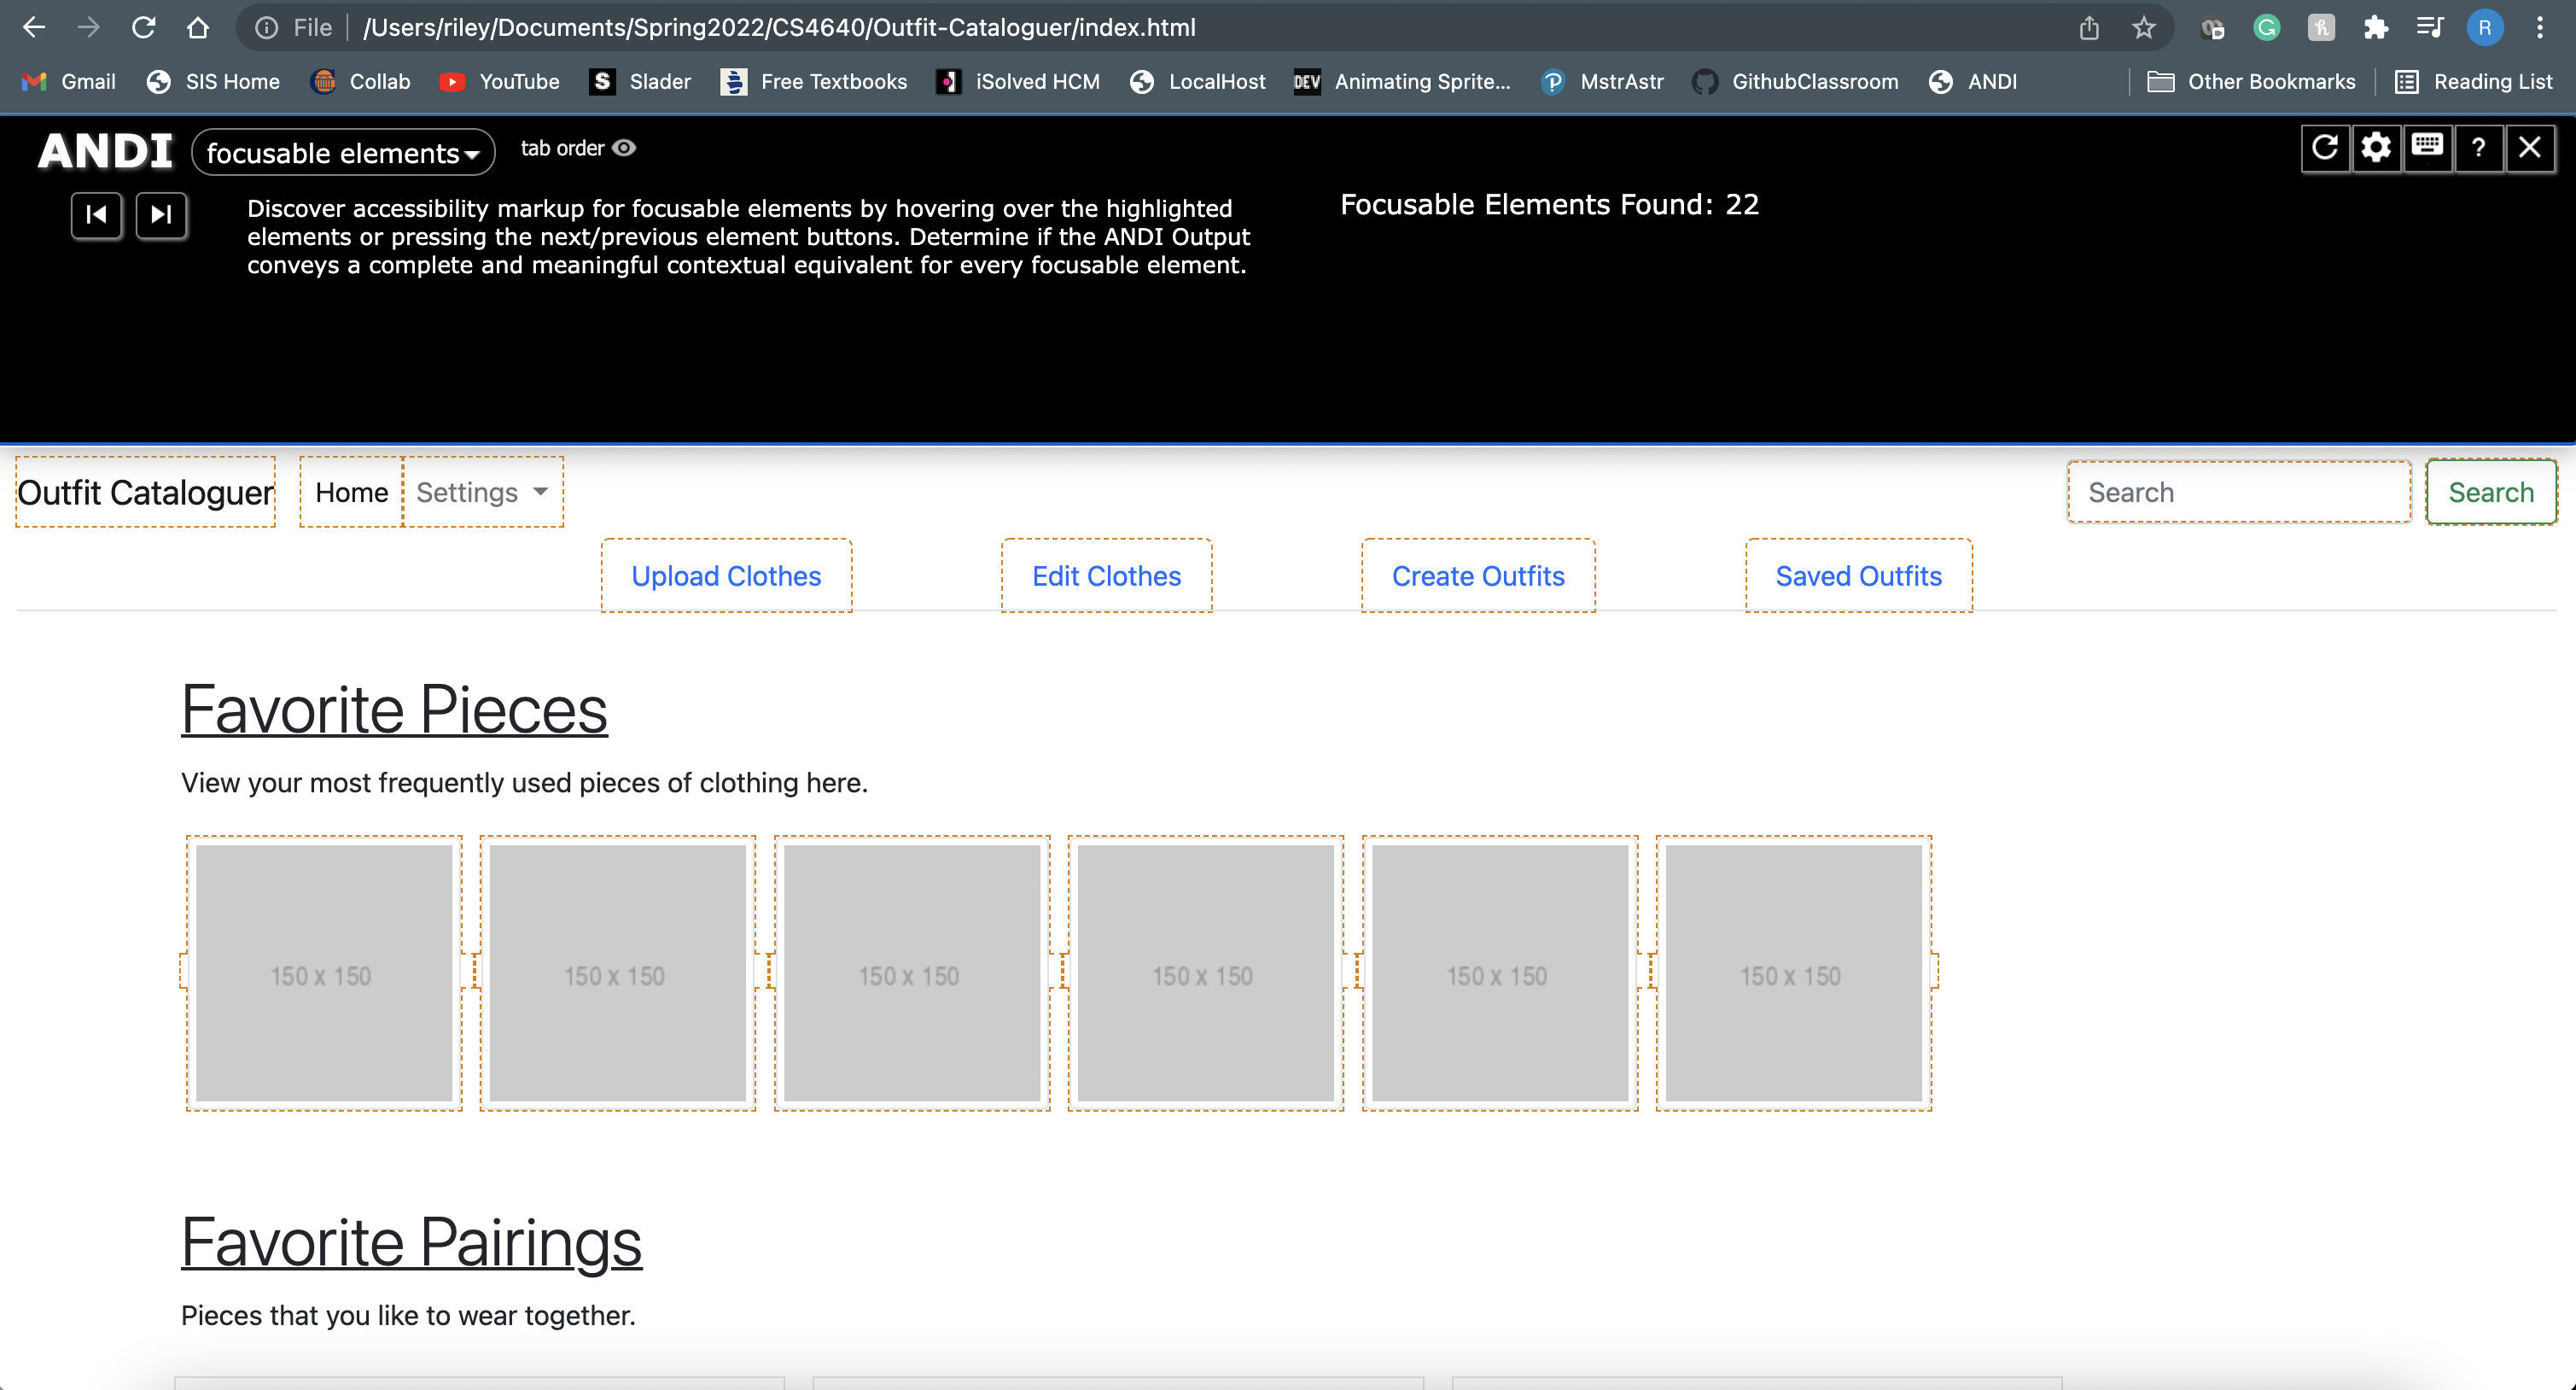 File /Users/riley/Documents/Spring2022/CS4640/Outfit-Cataloguer/index.html R
Gmail SIS Home Collab YouTube S Slader Free Textbooks iSolved HCM LocalHost DEV Animating Sprite... MstrAstr GithubClassroom ANDI Other Bookmarks Reading List
ANDI focusable elements tab order ?
Discover accessibility markup for focusable elements by hovering over the highlighted
elements or pressing the next/previous element buttons. Determine if the ANDI Output
conveys a complete and meaningful contextual equivalent for every focusable element.
Focusable Elements Found: 22
Outfit Cataloguer Home Settings Search Search
Upload Clothes Edit Clothes Create Outfits Saved Outfits
Favorite Pieces
View your most frequently used pieces of clothing here.
150 x 150 150 x 150 150 x 150 150 x 150 150 x 150 150 x 150
Favorite Pairings
Pieces that you like to wear together.